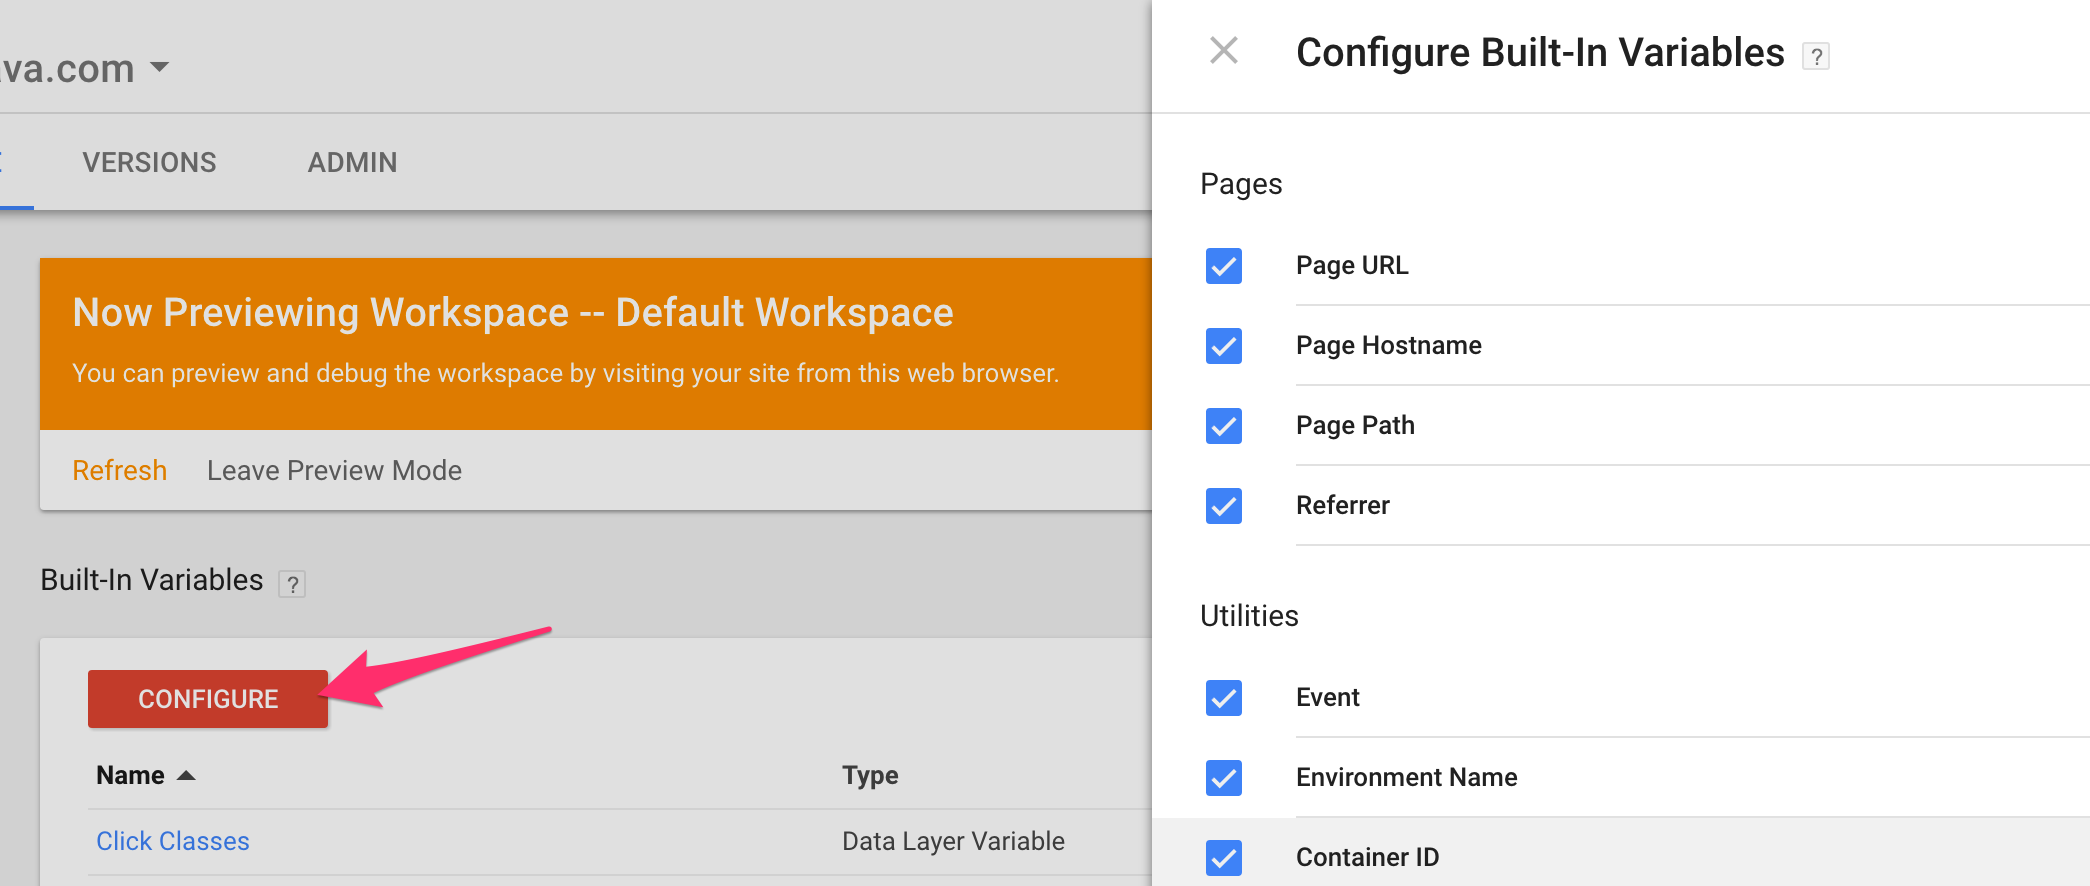 ava.com
VERSIONS ADMIN
Now Previewing Workspace -- Default Workspace
You can preview and debug the workspace by visiting your site from this web browser.
Refresh Leave Preview Mode
Built-In Variables ?
CONFIGURE
Name Type
Click Classes Data Layer Variable
Configure Built-In Variables ?
Pages
Page URL
Page Hostname
Page Path
Referrer
Utilities
Event
Environment Name
Container ID